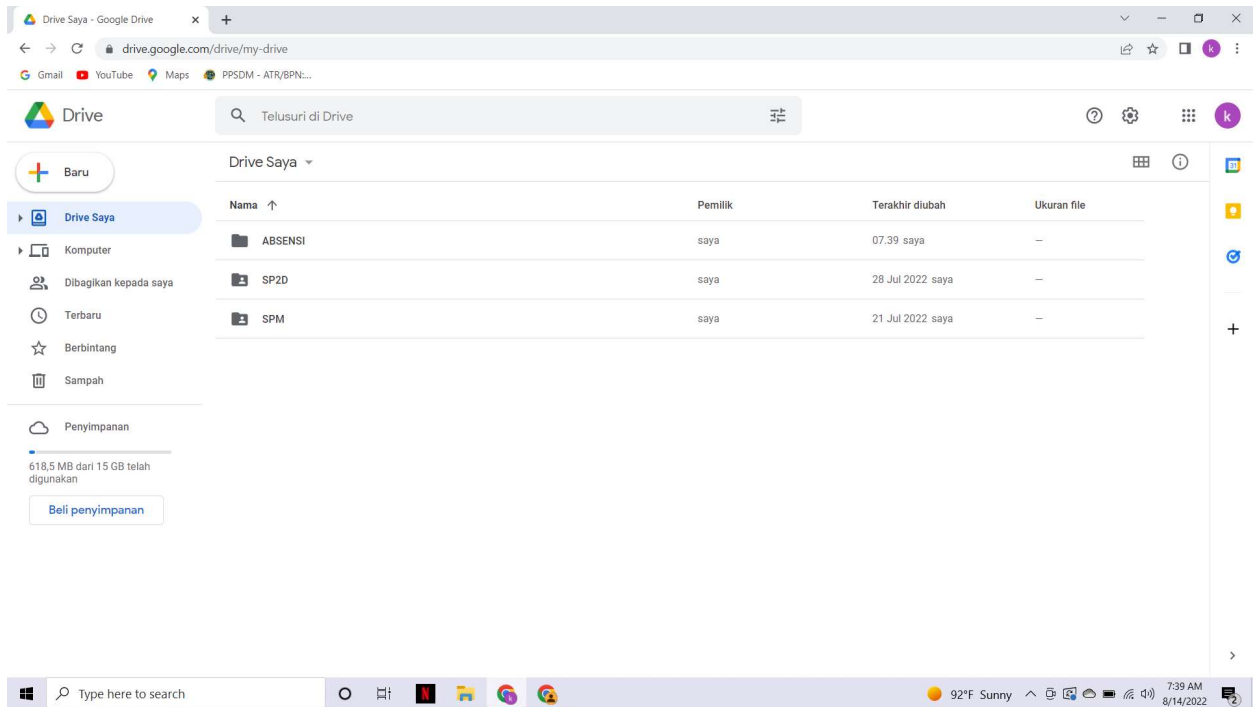 Drive Saya - Google Drive
drive.google.com/drive/my-drive
Gmail YouTube Maps PPSDM - ATR/BPN:...
Drive
Telusuri di Drive
k
Baru
Drive Saya
Nama Pemilik Terakhir diubah Ukuran file
Drive Saya
ABSENSI saya 07.39 saya —
Komputer
SP2D saya 28 Jul 2022 saya —
Dibagikan kepada saya
SPM saya 21 Jul 2022 saya —
Terbaru
Berbintang
Sampah
Penyimpanan
618,5 MB dari 15 GB telah
digunakan
Beli penyimpanan
31
k
Type here to search
N
92°F Sunny
7:39 AM
8/14/2022
2